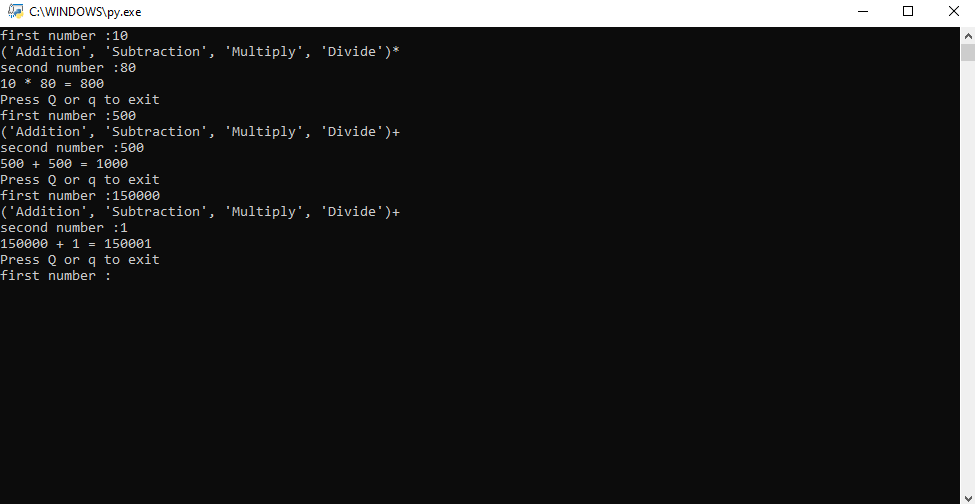 C:\WINDOWS\py.exe
first number :10
('Addition', 'Subtraction', 'Multiply', 'Divide')*
second number :80
10 * 80 = 800
Press Q or q to exit
first number :500
('Addition', 'Subtraction', 'Multiply', 'Divide')+
second number :500
500 + 500 = 1000
Press Q or q to exit
first number :150000
('Addition', 'Subtraction', 'Multiply', 'Divide')+
second number :1
150000 + 1 = 150001
Press Q or q to exit
first number :